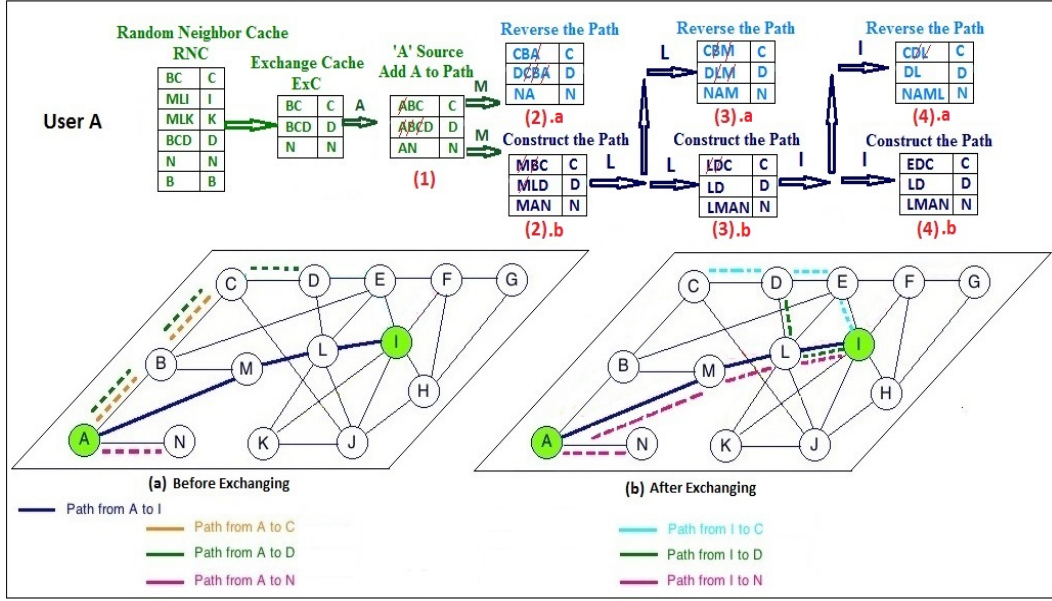 Random Neighbor Cache
RNC
BC C
MLI I
MLK K
BCD D
N N
B B
User A
Exchange Cache
ExC
BC C
BCD D
N N
A
'A' Source
Add A to Path
ABC C
ABCD D
AN N
(1)
M
M
Reverse the Path
CBA C
DCBA D
NA N
(2).a
Construct the Path
MBC C
MLD D
MAN N
(2).b
L
L
L
Reverse the Path
CBM C
DLM D
NAM N
(3).a
Construct the Path
LDC C
LD D
LMAN N
(3).b
I
I
I
Reverse the Path
CDL C
DL D
NAML N
(4).a
Construct the Path
EDC C
LD D
LMAN N
(4).b
C D E F G
B M L I
H
A N K J
(a) Before Exchanging
C D E F G
B M L I
H
A N K J
(b) After Exchanging
Path from A to I
Path from A to C
Path from A to D
Path from A to N
Path from I to C
Path from I to D
Path from I to N